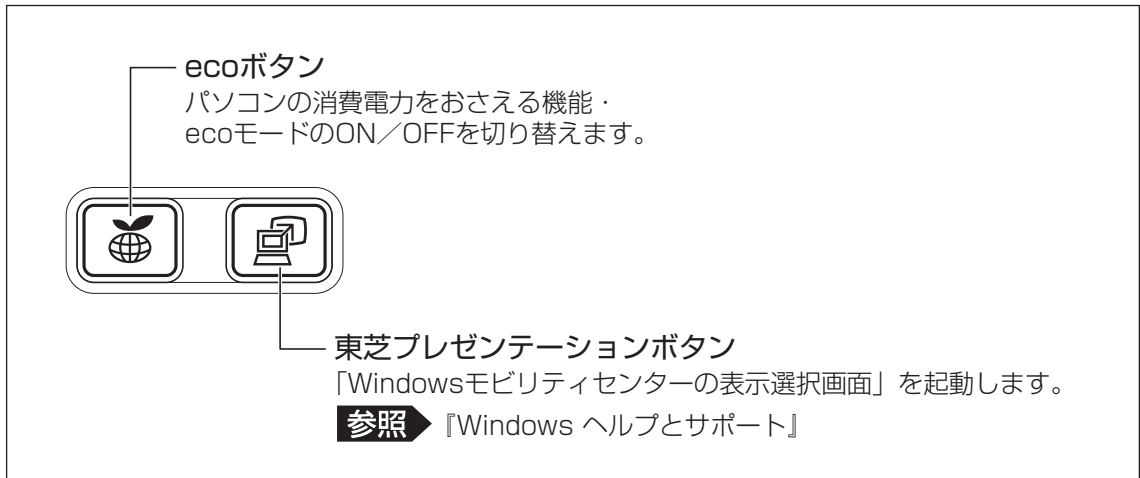 ecoボタン
パソコンの消費電力をおさえる機能・
ecoモードのON／OFFを切り替えます。
東芝プレゼンテーションボタン
「Windowsモビリティセンターの表示選択画面」を起動します。
参照 『Windows ヘルプとサポート』